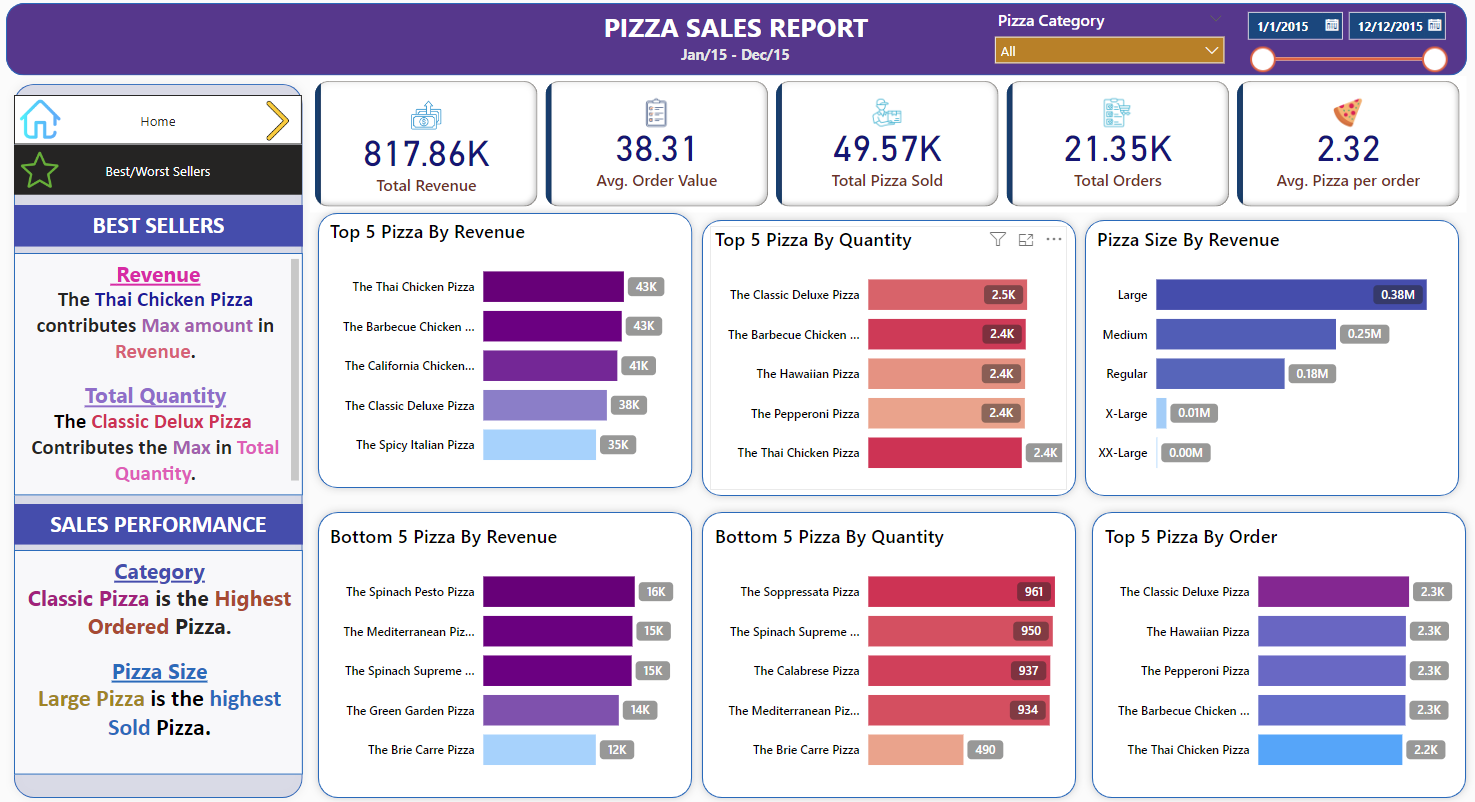 PIZZA SALES REPORT
Jan/15 - Dec/15
Pizza Category
All
1/1/2015
12/12/2015
Home
Best/Worst Sellers
BEST SELLERS
Revenue
The Thai Chicken Pizza
contributes Max amount in
Revenue.
Total Quantity
The Classic Delux Pizza
Contributes the Max in Total
Quantity.
SALES PERFORMANCE
Category
Classic Pizza is the Highest
Ordered Pizza.
Pizza Size
Large Pizza is the highest
Sold Pizza.
817.86K
Total Revenue
38.31
Avg. Order Value
49.57K
Total Pizza Sold
21.35K
Total Orders
2.32
Avg. Pizza per order
Top 5 Pizza By Revenue
The Thai Chicken Pizza 43K
The Barbecue Chicken ... 43K
The California Chicken... 41K
The Classic Deluxe Pizza 38K
The Spicy Italian Pizza 35K
Top 5 Pizza By Quantity
The Classic Deluxe Pizza 2.5K
The Barbecue Chicken ... 2.4K
The Hawaiian Pizza 2.4K
The Pepperoni Pizza 2.4K
The Thai Chicken Pizza 2.4K
Pizza Size By Revenue
Large 0.38M
Medium 0.25M
Regular 0.18M
X-Large 0.01M
XX-Large 0.00M
Bottom 5 Pizza By Revenue
The Spinach Pesto Pizza 16K
The Mediterranean Piz... 15K
The Spinach Supreme ... 15K
The Green Garden Pizza 14K
The Brie Carre Pizza 12K
Bottom 5 Pizza By Quantity
The Soppressata Pizza 961
The Spinach Supreme ... 950
The Calabrese Pizza 937
The Mediterranean Piz... 934
The Brie Carre Pizza 490
Top 5 Pizza By Order
The Classic Deluxe Pizza 2.3K
The Hawaiian Pizza 2.3K
The Pepperoni Pizza 2.3K
The Barbecue Chicken ... 2.3K
The Thai Chicken Pizza 2.2K